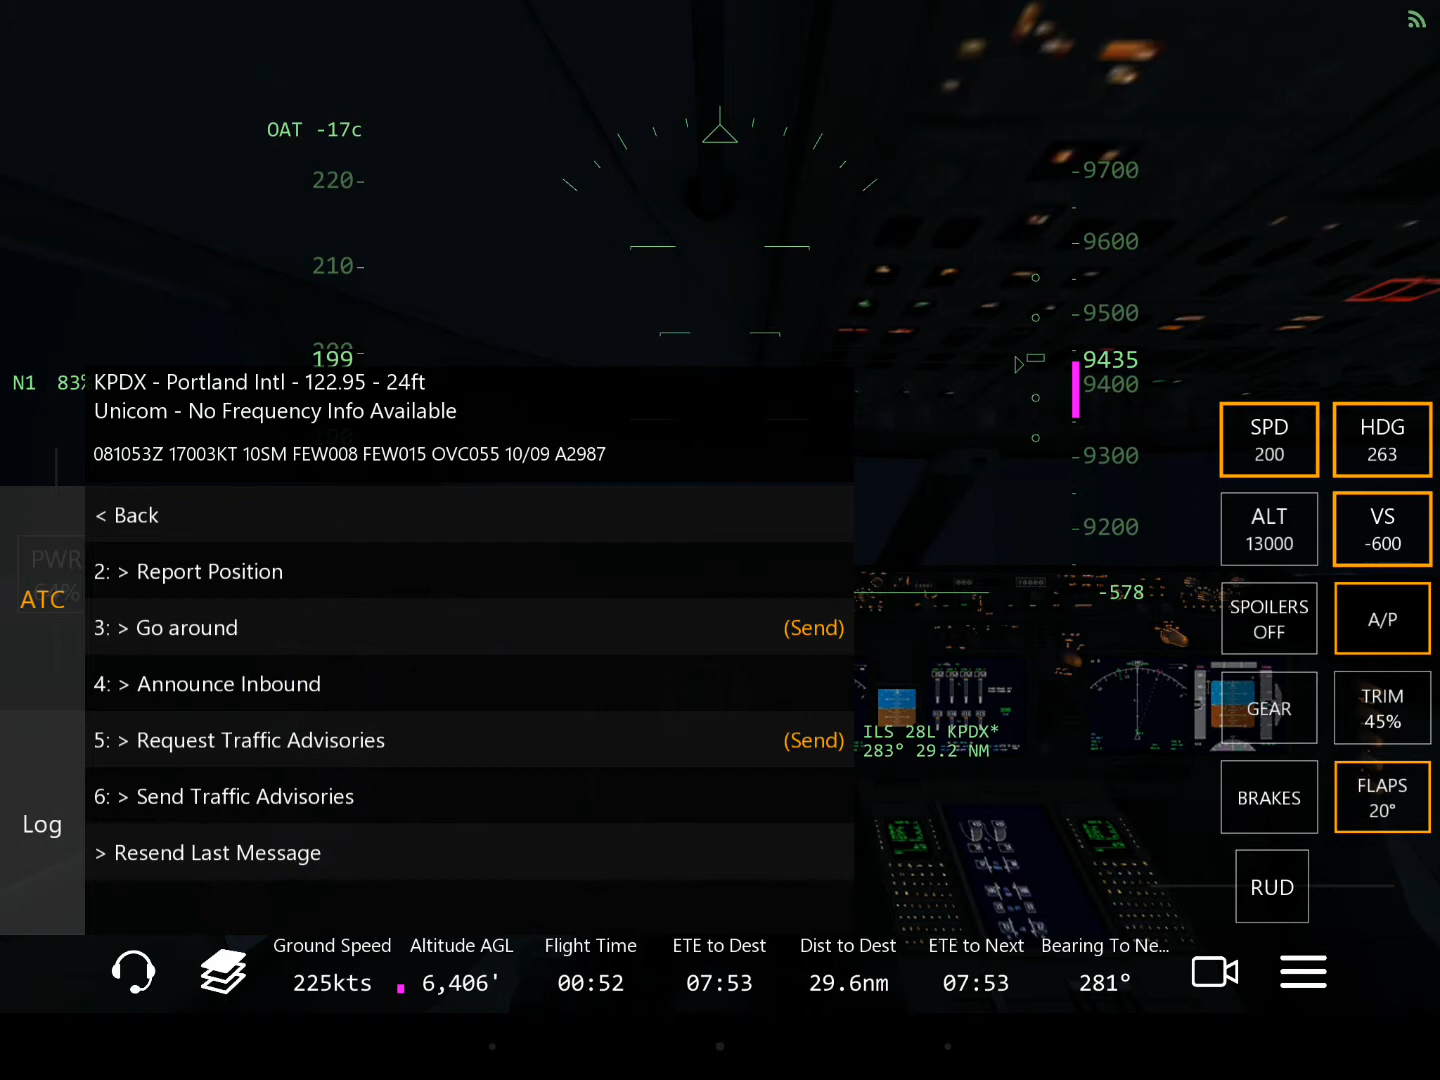 OAT -17c
220
9700
9600
210
9500
199
9435
9400
N1 83%
KPDX - Portland Intl - 122.95 - 24ft
Unicom - No Frequency Info Available
081053Z 17003KT 10SM FEW008 FEW015 OVC055 10/09 A2987
9300
9200
-578
SPD
200
HDG
263
ALT
13000
VS
-600
SPOILERS
OFF
A/P
GEAR
TRIM
45%
BRAKES
FLAPS
20°
RUD
PWR
ATC
Log
< Back
2: > Report Position
3: > Go around (Send)
4: > Announce Inbound
5: > Request Traffic Advisories (Send)
6: > Send Traffic Advisories
> Resend Last Message
ILS 28L KPDX*
283° 29.2 NM
Ground Speed
225kts
Altitude AGL
6,406'
Flight Time
00:52
ETE to Dest
07:53
Dist to Dest
29.6nm
ETE to Next
07:53
Bearing To Ne...
281°